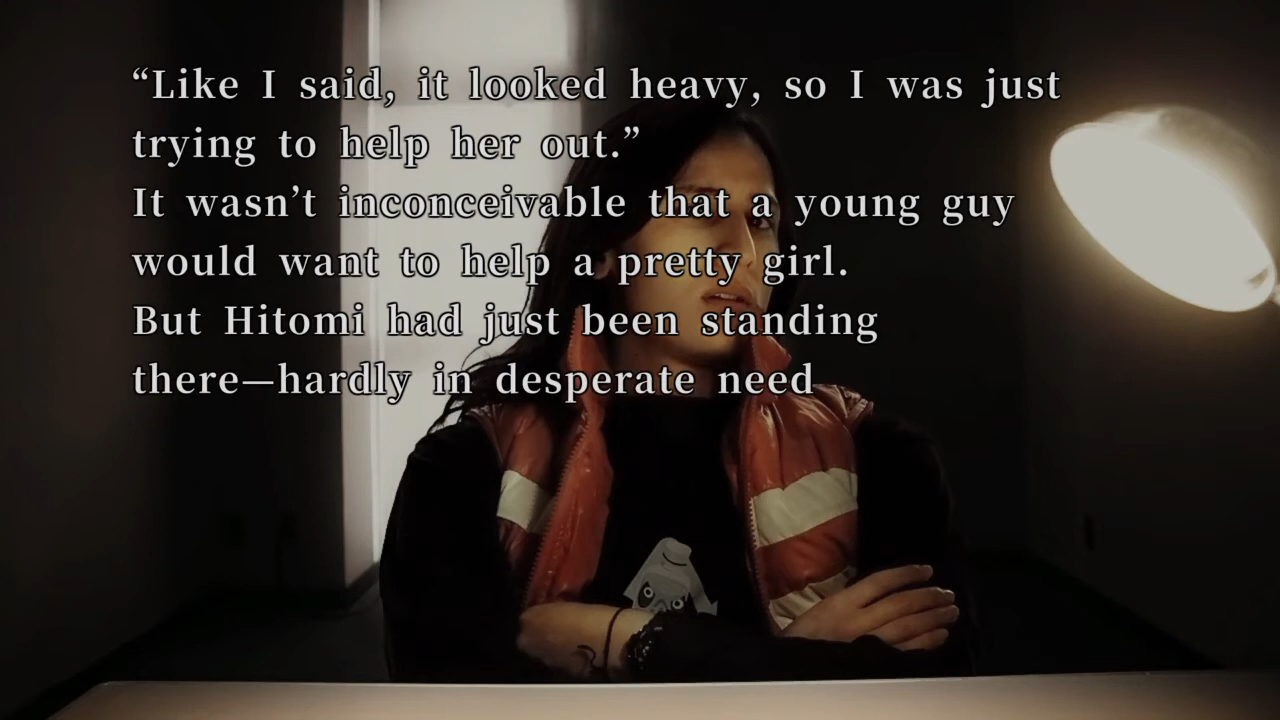 “Like I said, it looked heavy, so I was just
trying to help her out.”
It wasn’t inconceivable that a young guy
would want to help a pretty girl.
But Hitomi had just been standing
there—hardly in desperate need